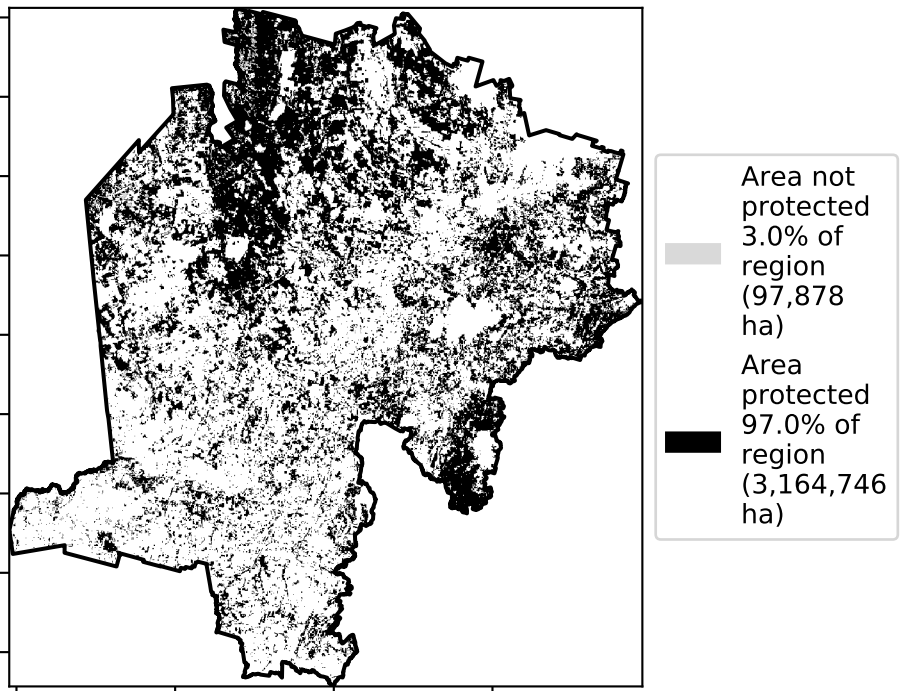 Area not
protected
3.0% of
region
(97,878
ha)
Area
protected
97.0% of
region
(3,164,746
ha)